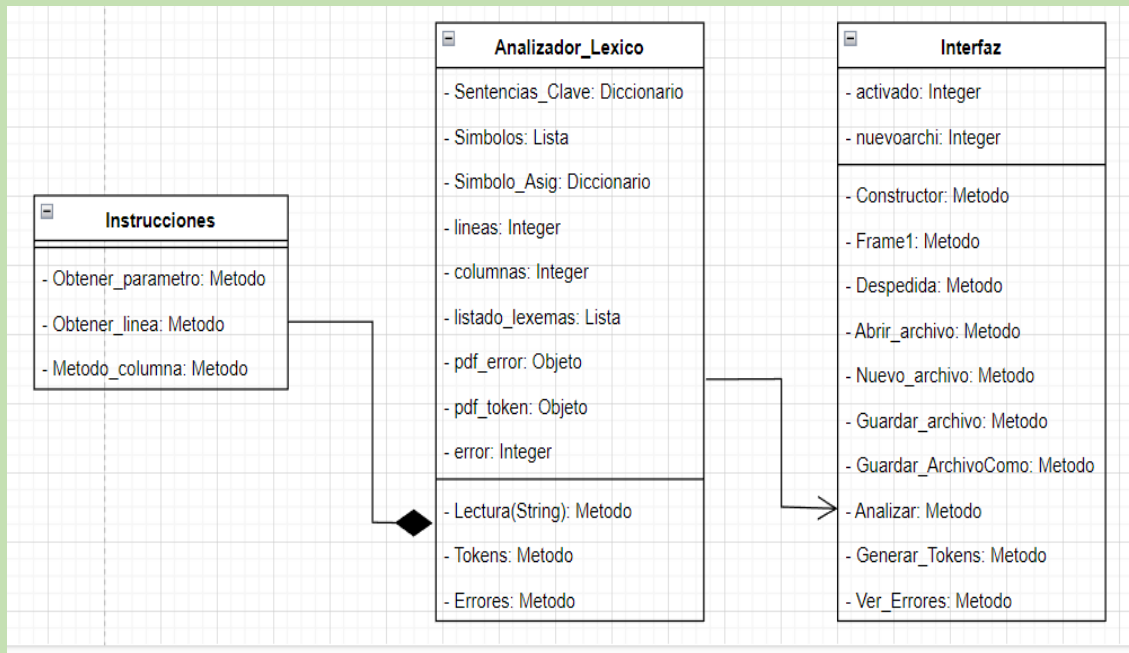 Instrucciones
- Obtener_parametro: Metodo
- Obtener_linea: Metodo
- Metodo_columna: Metodo
Analizador_Lexico
- Sentencias_Clave: Diccionario
- Simbolos: Lista
- Simbolo_Asig: Diccionario
- lineas: Integer
- columnas: Integer
- listado_lexemas: Lista
- pdf_error: Objeto
- pdf_token: Objeto
- error: Integer
- Lectura(String): Metodo
- Tokens: Metodo
- Errores: Metodo
Interfaz
- activado: Integer
- nuevoarchi: Integer
- Constructor: Metodo
- Frame1: Metodo
- Despedida: Metodo
- Abrir_archivo: Metodo
- Nuevo_archivo: Metodo
- Guardar_archivo: Metodo
- Guardar_ArchivoComo: Metodo
- Analizar: Metodo
- Generar_Tokens: Metodo
- Ver_Errores: Metodo